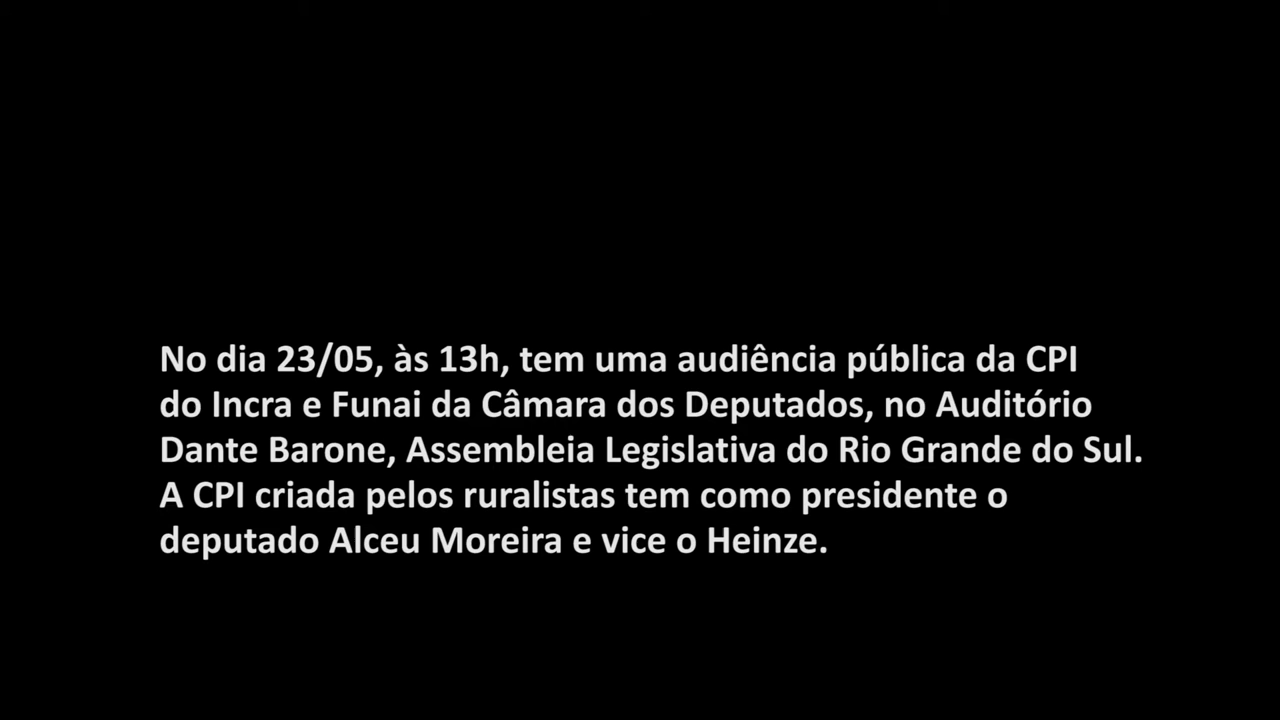 No dia 23/05, às 13h, tem uma audiência pública da CPI
do Incra e Funai da Câmara dos Deputados, no Auditório
Dante Barone, Assembleia Legislativa do Rio Grande do Sul.
A CPI criada pelos ruralistas tem como presidente o
deputado Alceu Moreira e vice o Heinze.